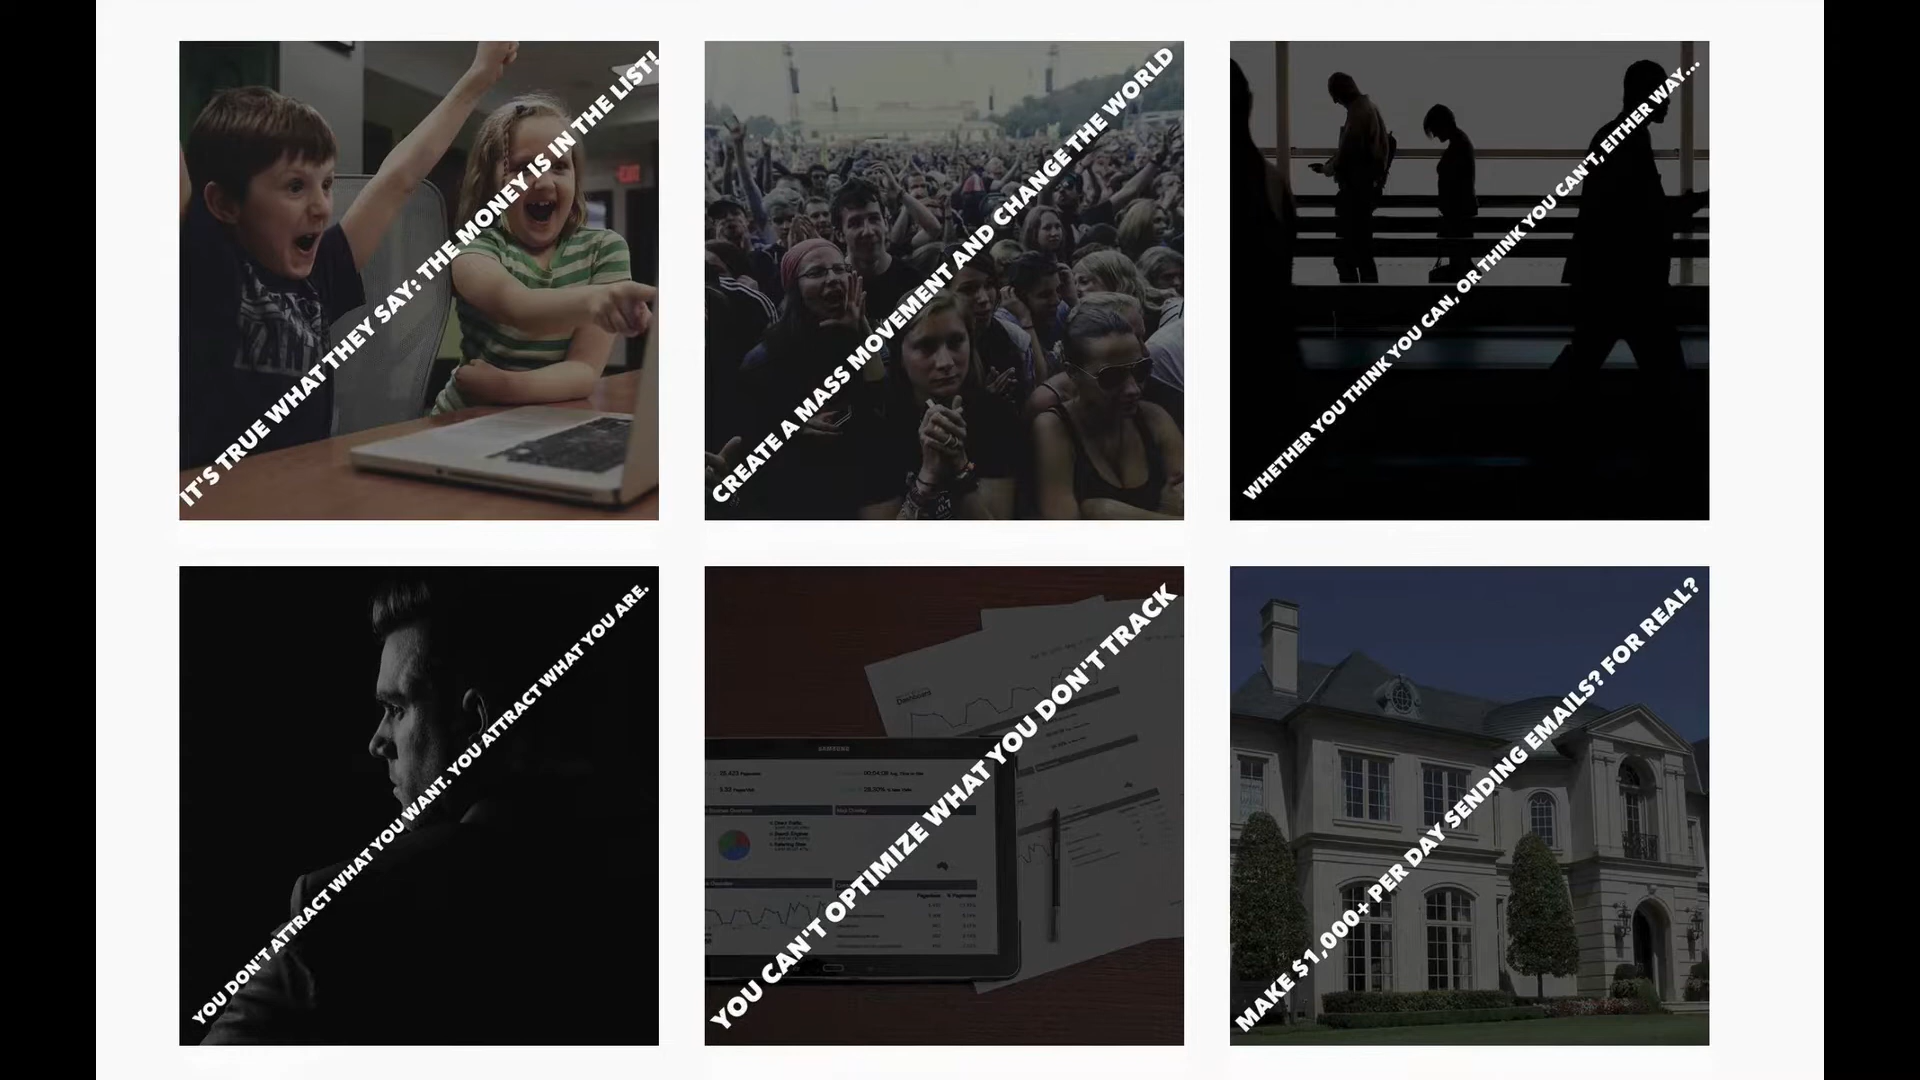 IT'S TRUE WHAT THEY SAY: THE MONEY IS IN THE LIST!
CREATE A MASS MOVEMENT AND CHANGE THE WORLD
WHETHER YOU THINK YOU CAN, OR THINK YOU CAN'T, EITHER WAY...
EXIT
YOU DON'T ATTRACT WHAT YOU WANT. YOU ATTRACT WHAT YOU ARE.
YOU CAN'T OPTIMIZE WHAT YOU DON'T TRACK
SAMSUNG
MAKE $1,000+ PER DAY SENDING EMAILS? FOR REAL?